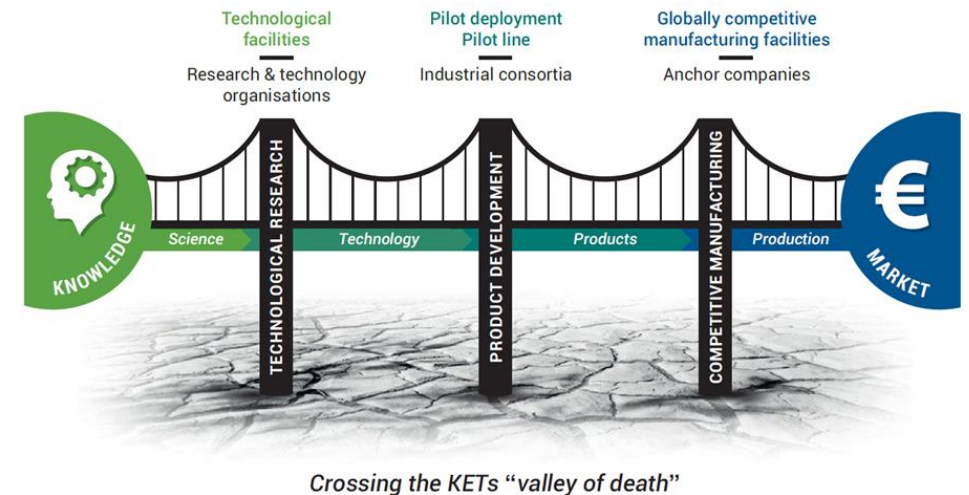 Technological
facilities
Research & technology
organisations
Pilot deployment
Pilot line
Industrial consortia
Globally competitive
manufacturing facilities
Anchor companies
KNOWLEDGE
Science
TECHNOLOGICAL RESEARCH
Technology
PRODUCT DEVELOPMENT
Products
COMPETITIVE MANUFACTURING
Production
€
MARKET
Crossing the KETs “valley of death”